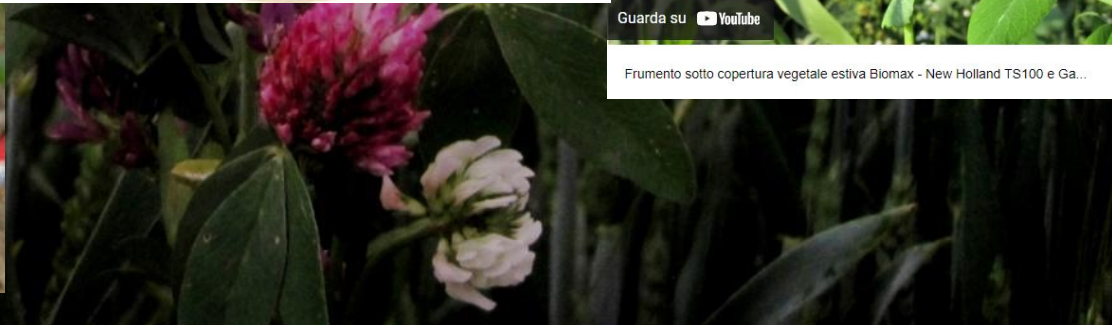 Guarda su YouTube
Frumento sotto copertura vegetale estiva Biomax - New Holland TS100 e Ga...